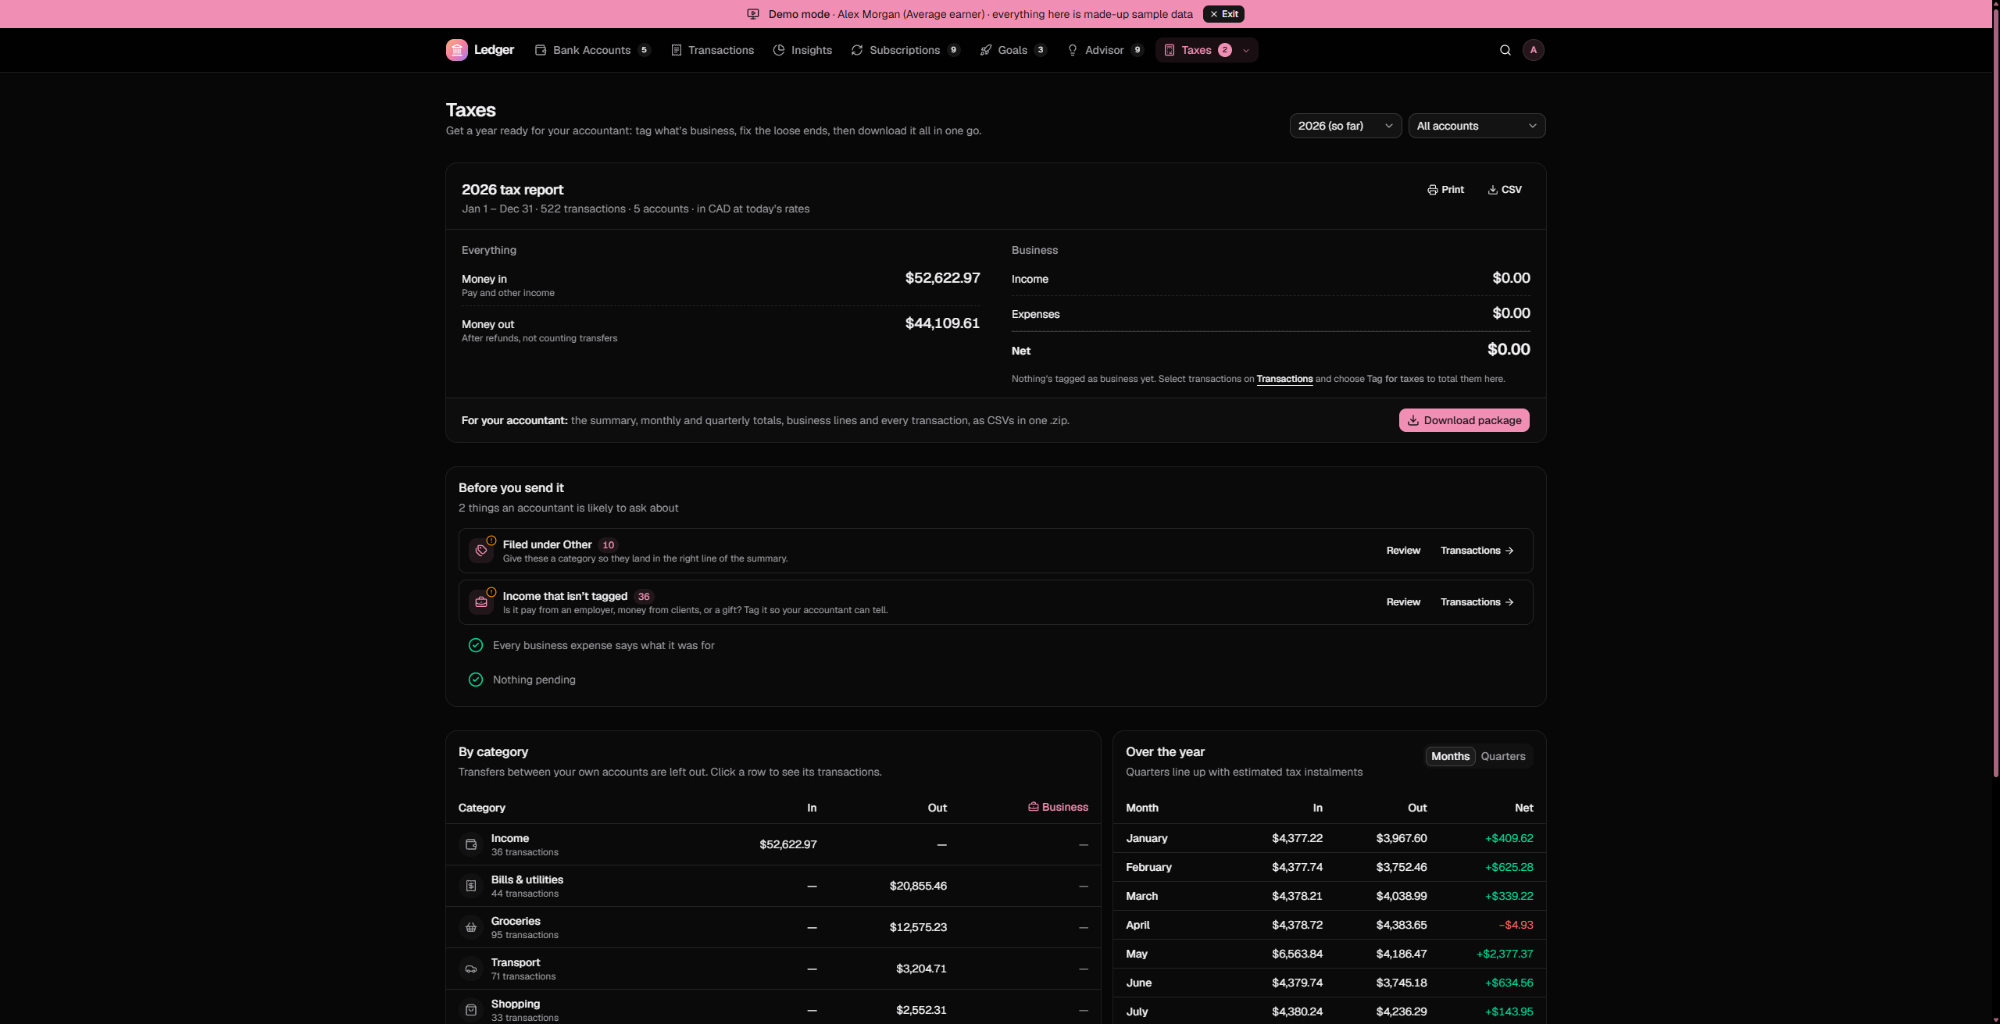 Demo mode · Alex Morgan (Average earner) · everything here is made-up sample data
Exit
Ledger
Bank Accounts 5
Transactions
Insights
Subscriptions 9
Goals 3
Advisor 9
Taxes 2
A
Taxes
Get a year ready for your accountant: tag what's business, fix the loose ends, then download it all in one go.
2026 (so far)
All accounts
2026 tax report
Jan 1 – Dec 31 · 522 transactions · 5 accounts · in CAD at today's rates
Print
CSV
Everything
Money in
Pay and other income
$52,622.97
Money out
After refunds, not counting transfers
$44,109.61
Business
Income
$0.00
Expenses
$0.00
Net
$0.00
Nothing's tagged as business yet. Select transactions on Transactions and choose Tag for taxes to total them here.
For your accountant: the summary, monthly and quarterly totals, business lines and every transaction, as CSVs in one .zip.
Download package
Before you send it
2 things an accountant is likely to ask about
Filed under Other 10
Give these a category so they land in the right line of the summary.
Review
Transactions →
Income that isn't tagged 36
Is it pay from an employer, money from clients, or a gift? Tag it so your accountant can tell.
Review
Transactions →
Every business expense says what it was for
Nothing pending
By category
Transfers between your own accounts are left out. Click a row to see its transactions.
Category In Out Business
Income
36 transactions
$52,622.97 — —
Bills & utilities
44 transactions
— $20,855.46 —
Groceries
95 transactions
— $12,575.23 —
Transport
71 transactions
— $3,204.71 —
Shopping
33 transactions
— $2,552.31 —
Over the year
Quarters line up with estimated tax instalments
Months
Quarters
Month In Out Net
January $4,377.22 $3,967.60 +$409.62
February $4,377.74 $3,752.46 +$625.28
March $4,378.21 $4,038.99 +$339.22
April $4,378.72 $4,383.65 −$4.93
May $6,563.84 $4,186.47 +$2,377.37
June $4,379.74 $3,745.18 +$634.56
July $4,380.24 $4,236.29 +$143.95